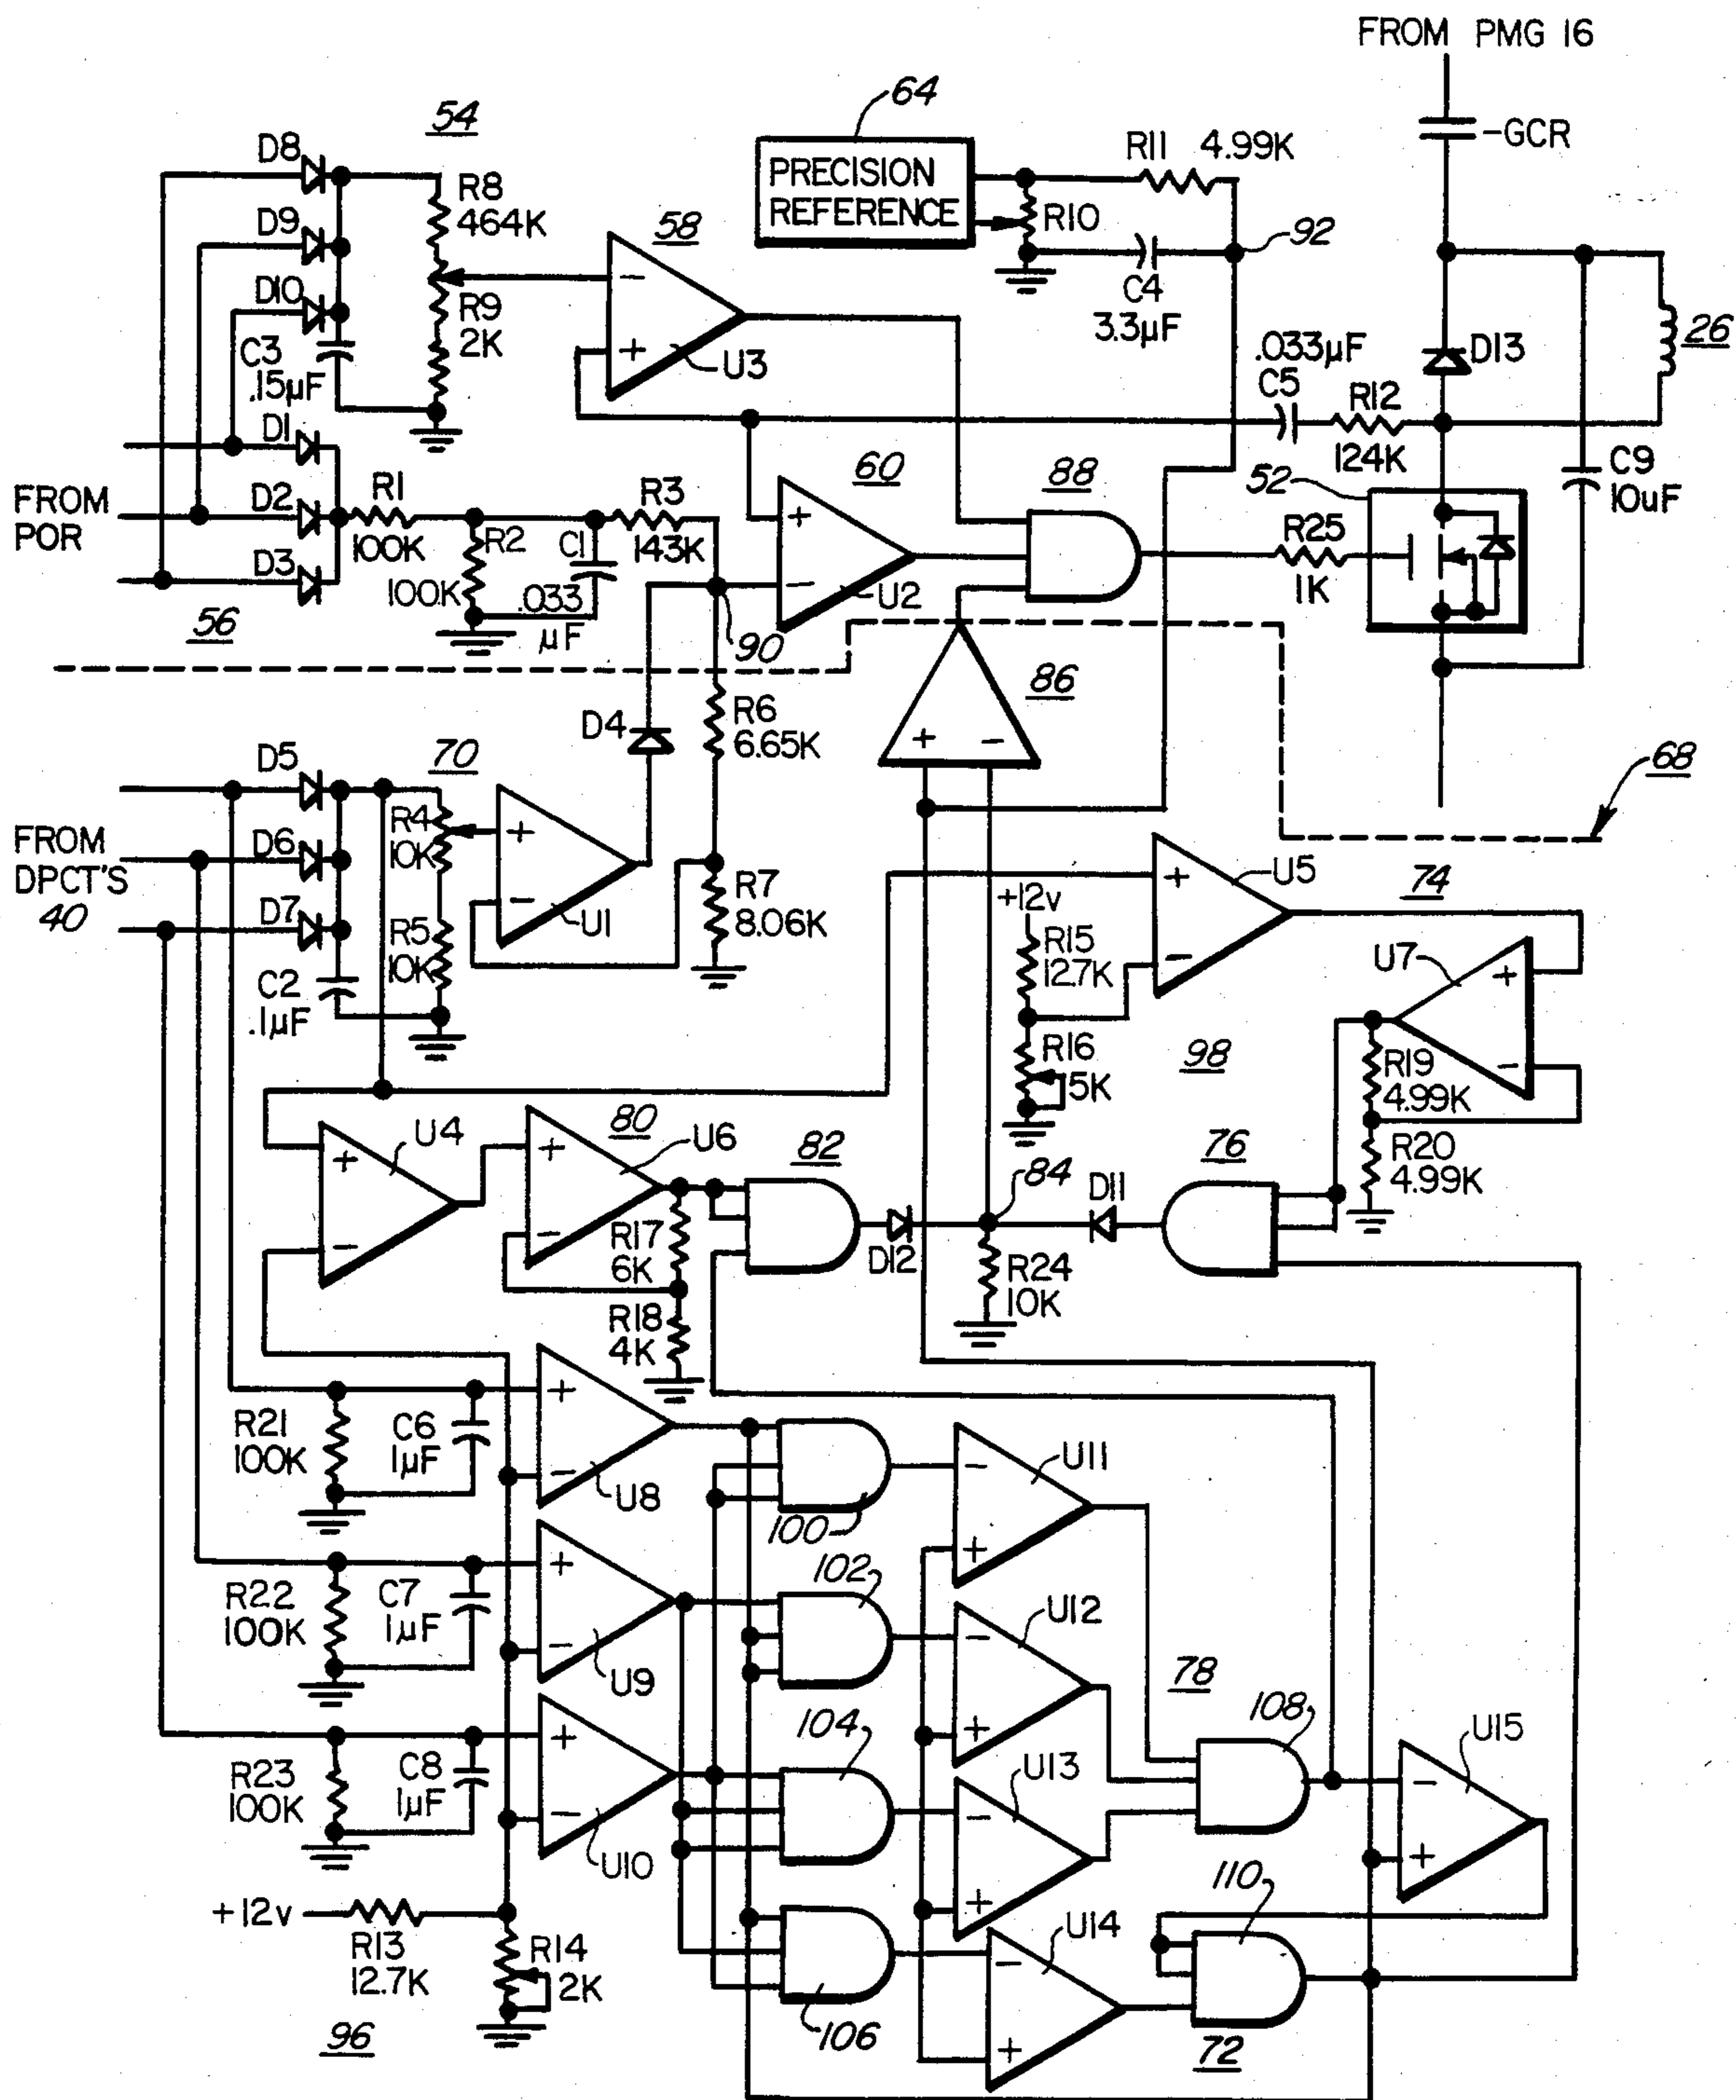 FROM PMG 16
-GCR
64
54
PRECISION
REFERENCE
R11 4.99K
R10
92
C4
3.3µF
D8
D9
D10
R8
464K
R9
2K
C3
.15µF
58
−
+
U3
.033µF
C5
R12
124K
D13
26
C9
10uF
52
FROM
POR
D1
D2
D3
R1
100K
R2
100K
C1
.033
µF
R3
143K
60
+
−
U2
88
R25
1K
56
90
86
+
−
68
D4
R6
6.65K
R7
8.06K
FROM
DPCT'S
40
D5
D6
D7
C2
.1µF
70
R4
10K
R5
10K
+
−
U1
+12v
R15
12.7K
R16
5K
+
−
U5
74
98
U7
+
−
R19
4.99K
R20
4.99K
U4
+
−
80
U6
+
−
R17
6K
R18
4K
82
D12
84
D11
R24
10K
76
R21
100K
C6
1µF
+
−
U8
R22
100K
C7
1µF
+
−
U9
R23
100K
C8
1µF
+
−
U10
100
102
104
106
−
+
U11
−
+
U12
−
+
U13
−
+
U14
78
108
−
+
U15
110
72
+12v
R13
12.7K
R14
2K
96